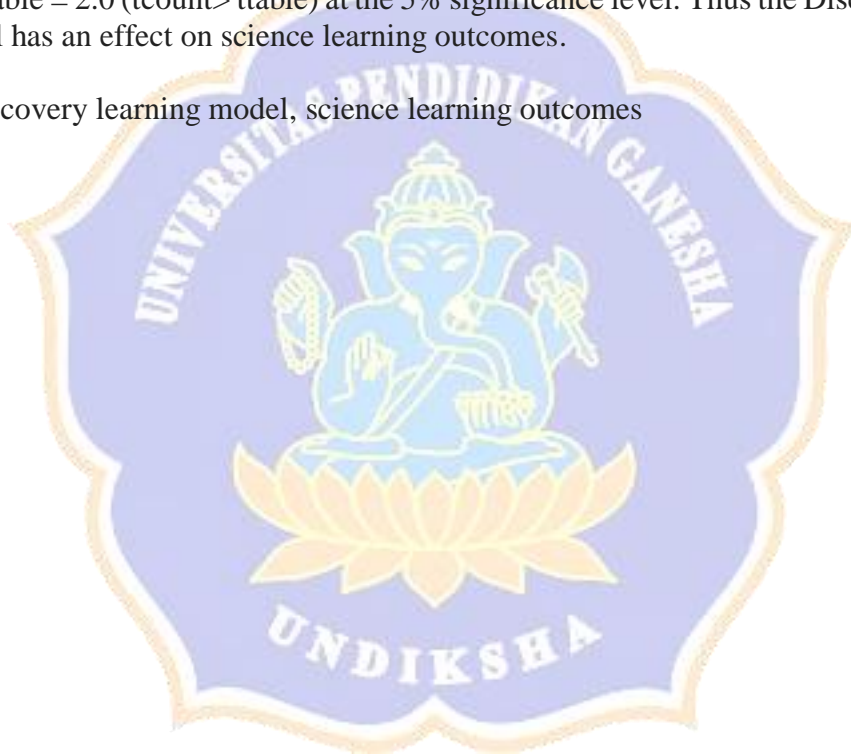 = 2.0 (tcount> ttable) at the 5% significance level. Thus the
has an effect on science learning outcomes.
learning model, science learning outcomes
UNIVERSITAS PENDIDIKAN GANESHA
UNDIKSHA